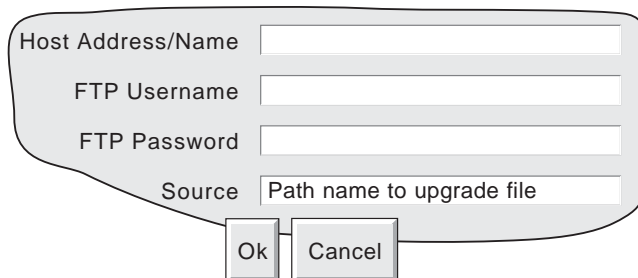 Host Address/Name
FTP Username
FTP Password
Source Path name to upgrade file
Ok Cancel